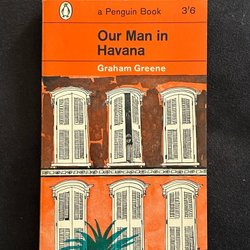 a Penguin Book 3'6
Our Man in
Havana
Graham Greene